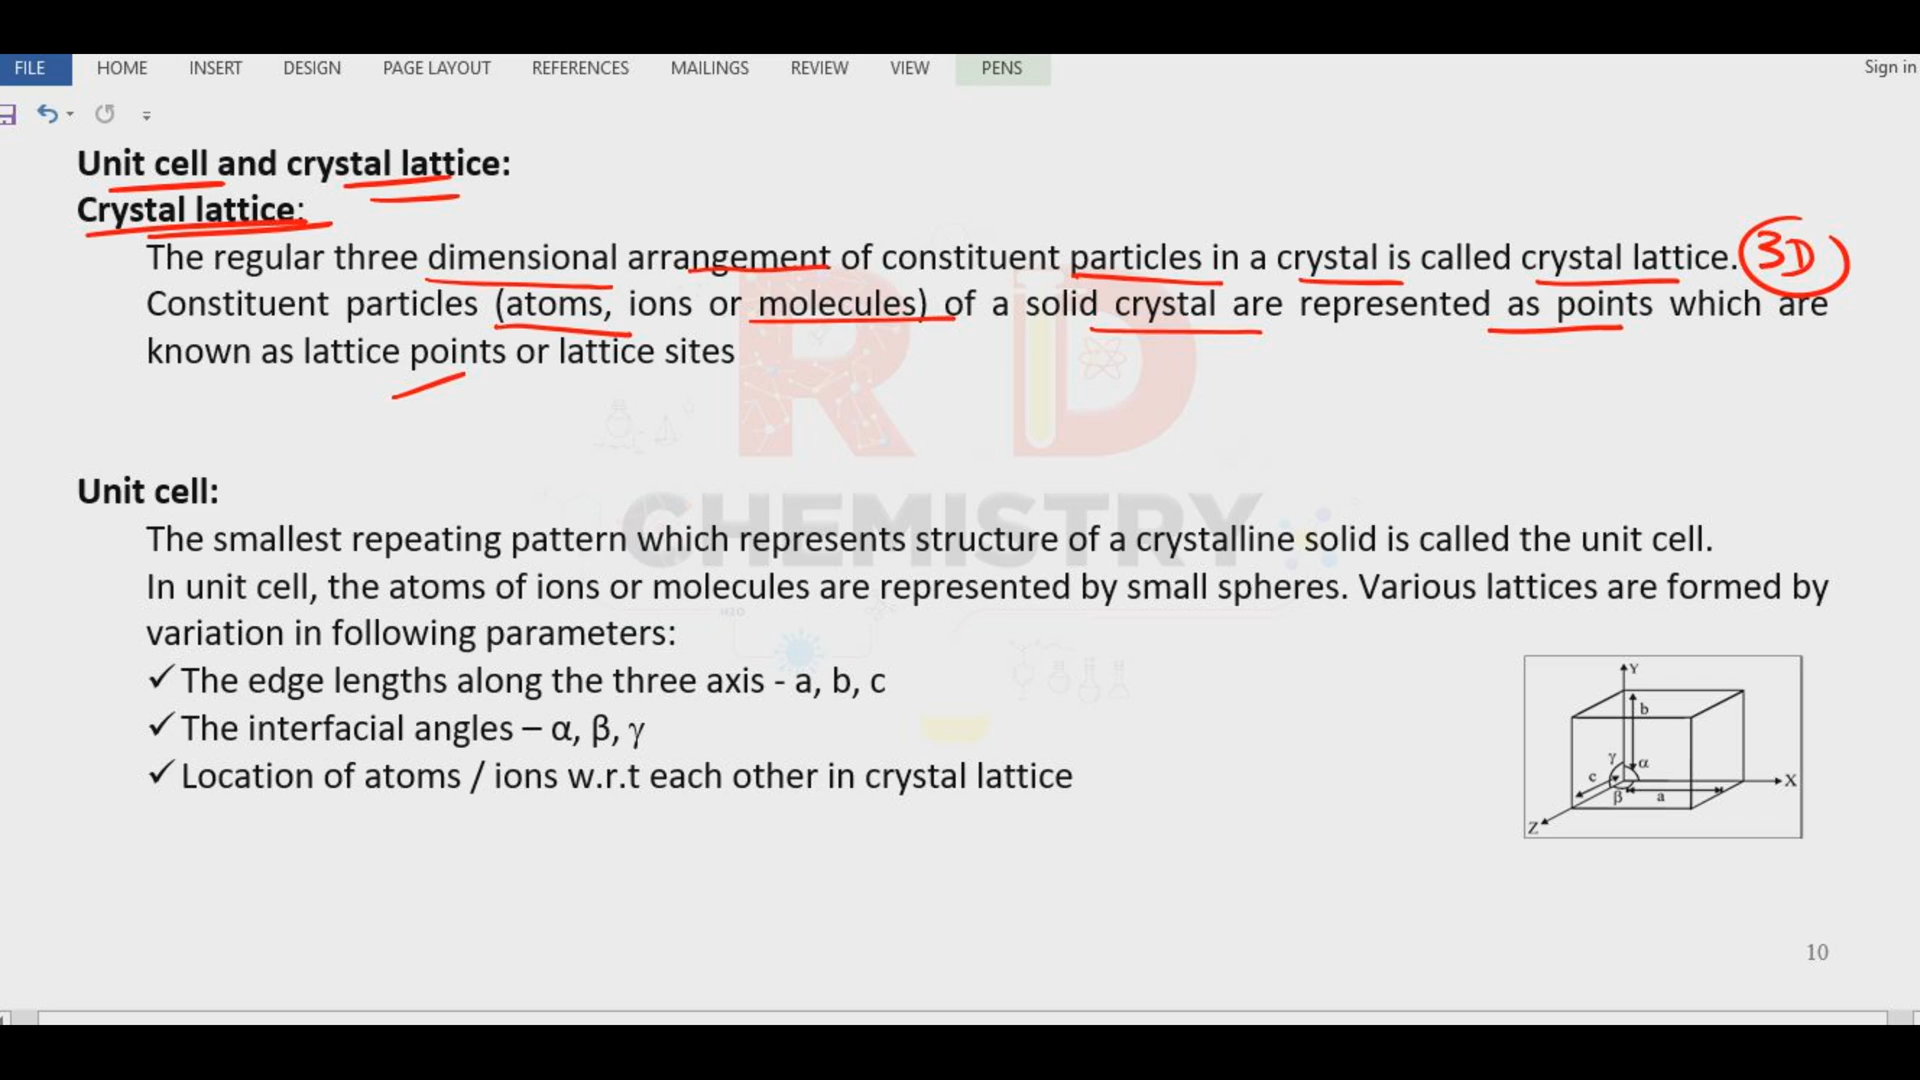 FILE HOME INSERT DESIGN PAGE LAYOUT REFERENCES MAILINGS REVIEW VIEW PENS Sign in
Unit cell and crystal lattice:
Crystal lattice:
The regular three dimensional arrangement of constituent particles in a crystal is called crystal lattice. 3D
Constituent particles (atoms, ions or molecules) of a solid crystal are represented as points which are
known as lattice points or lattice sites
R D
CHEMISTRY
Unit cell:
The smallest repeating pattern which represents structure of a crystalline solid is called the unit cell.
In unit cell, the atoms of ions or molecules are represented by small spheres. Various lattices are formed by
variation in following parameters:
✓ The edge lengths along the three axis - a, b, c
✓ The interfacial angles – α, β, γ
✓ Location of atoms / ions w.r.t each other in crystal lattice
Y
b
γ α
c
X
β a
Z
10